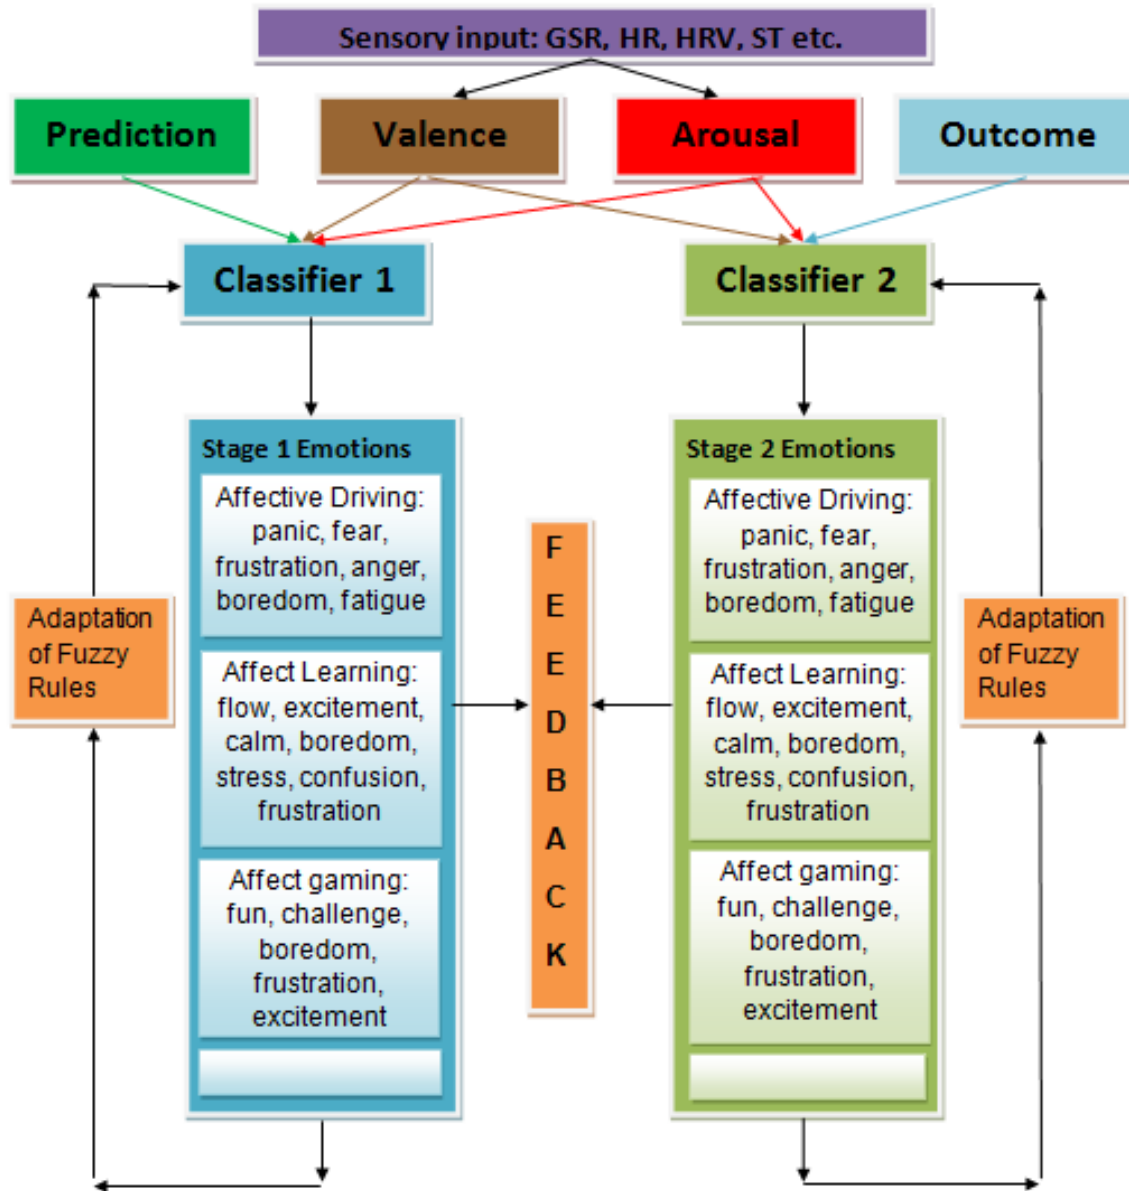 Sensory input: GSR, HR, HRV, ST etc.
Prediction
Valence
Arousal
Outcome
Classifier 1
Classifier 2
Stage 1 Emotions
Affective Driving:
panic, fear,
frustration, anger,
boredom, fatigue
Affect Learning:
flow, excitement,
calm, boredom,
stress, confusion,
frustration
Affect gaming:
fun, challenge,
boredom,
frustration,
excitement
Stage 2 Emotions
Affective Driving:
panic, fear,
frustration, anger,
boredom, fatigue
Affect Learning:
flow, excitement,
calm, boredom,
stress, confusion,
frustration
Affect gaming:
fun, challenge,
boredom,
frustration,
excitement
F
E
E
D
B
A
C
K
Adaptation
of Fuzzy
Rules
Adaptation
of Fuzzy
Rules